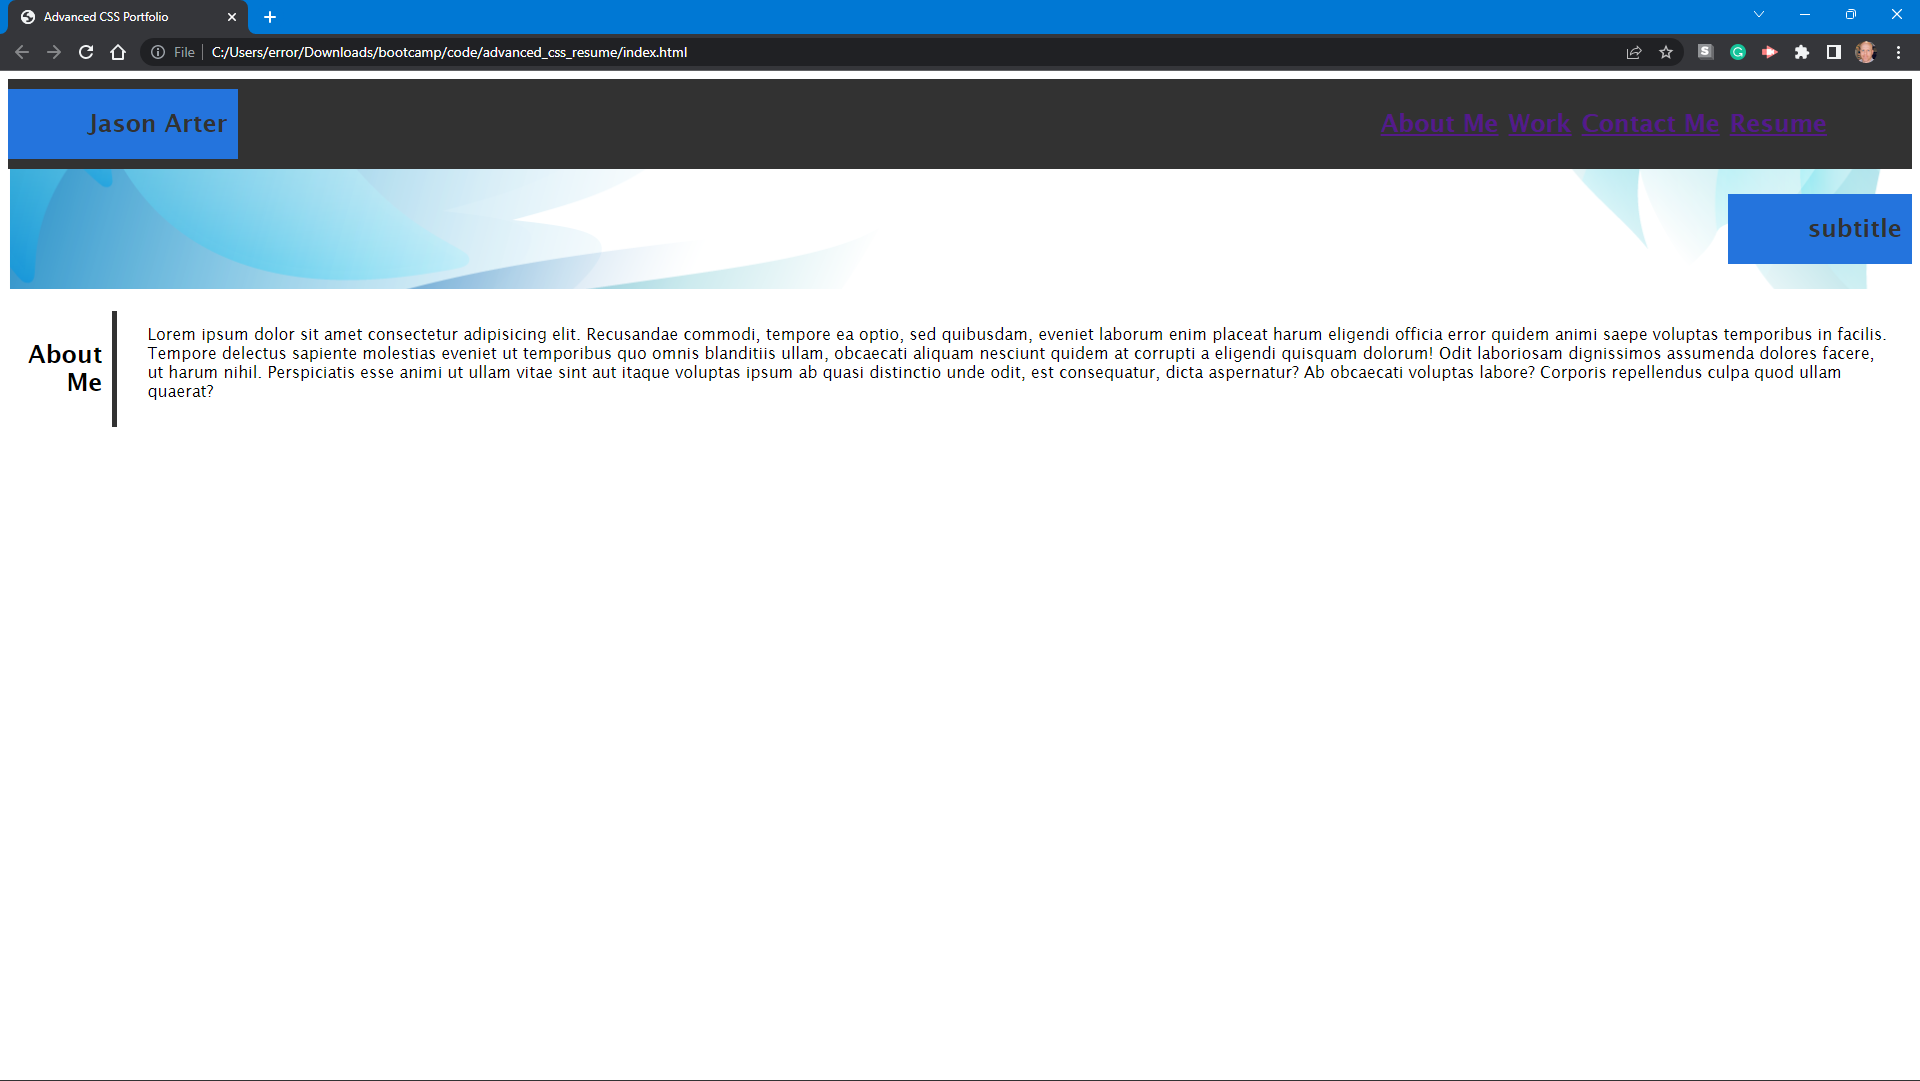 Advanced CSS Portfolio
File C:/Users/error/Downloads/bootcamp/code/advanced_css_resume/index.html
Jason Arter
About Me Work Contact Me Resume
subtitle
About
Me
Lorem ipsum dolor sit amet consectetur adipisicing elit. Recusandae commodi, tempore ea optio, sed quibusdam, eveniet laborum enim placeat harum eligendi officia error quidem animi saepe voluptas temporibus in facilis.
Tempore delectus sapiente molestias eveniet ut temporibus quo omnis blanditiis ullam, obcaecati aliquam nesciunt quidem at corrupti a eligendi quisquam dolorum! Odit laboriosam dignissimos assumenda dolores facere,
ut harum nihil. Perspiciatis esse animi ut ullam vitae sint aut itaque voluptas ipsum ab quasi distinctio unde odit, est consequatur, dicta aspernatur? Ab obcaecati voluptas labore? Corporis repellendus culpa quod ullam
quaerat?